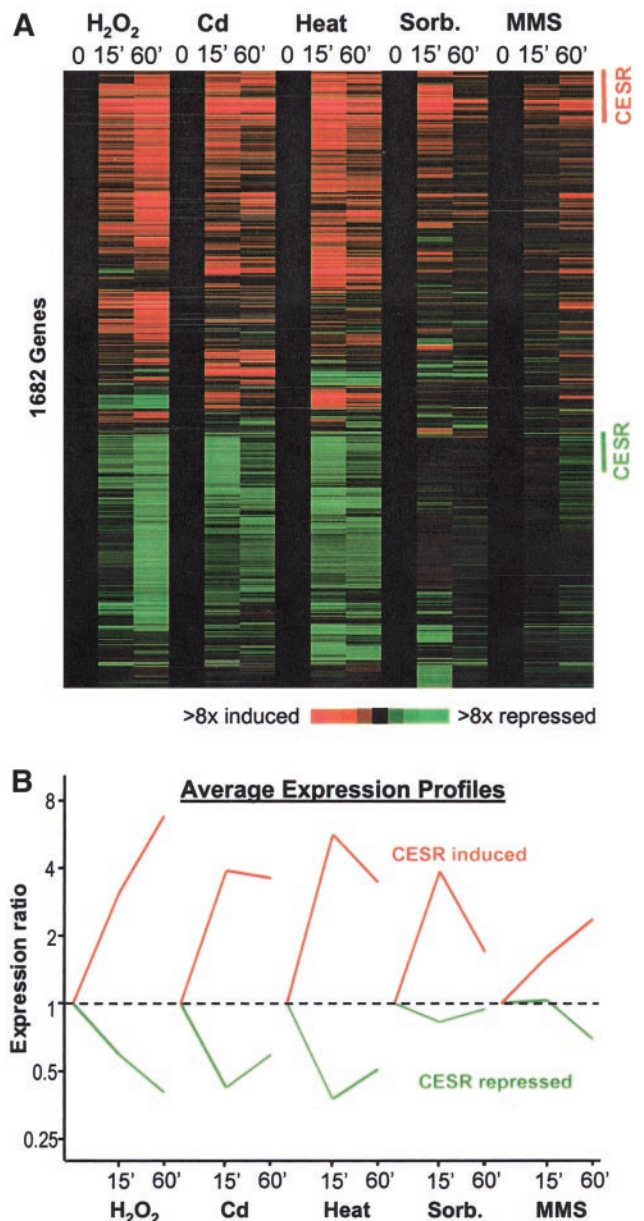 A
H2O2 Cd Heat Sorb. MMS
0 15' 60' 0 15' 60' 0 15' 60' 0 15' 60' 0 15' 60'
CESR
1682 Genes
CESR
>8x induced >8x repressed
B
Average Expression Profiles
8
4
2
1
0.5
0.25
Expression ratio
CESR induced
CESR repressed
15' 60' 15' 60' 15' 60' 15' 60' 15' 60'
H2O2 Cd Heat Sorb. MMS